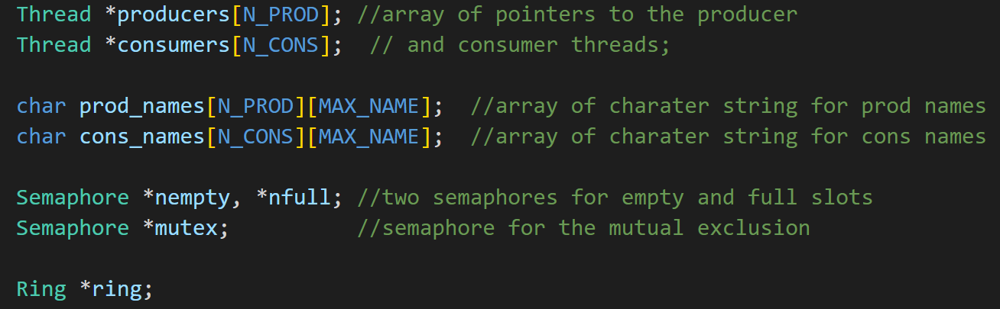 Thread *producers[N_PROD]; //array of pointers to the producer
Thread *consumers[N_CONS];  // and consumer threads;
char prod_names[N_PROD][MAX_NAME];  //array of charater string for prod names
char cons_names[N_CONS][MAX_NAME];  //array of charater string for cons names
Semaphore *nempty, *nfull; //two semaphores for empty and full slots
Semaphore *mutex;          //semaphore for the mutual exclusion
Ring *ring;